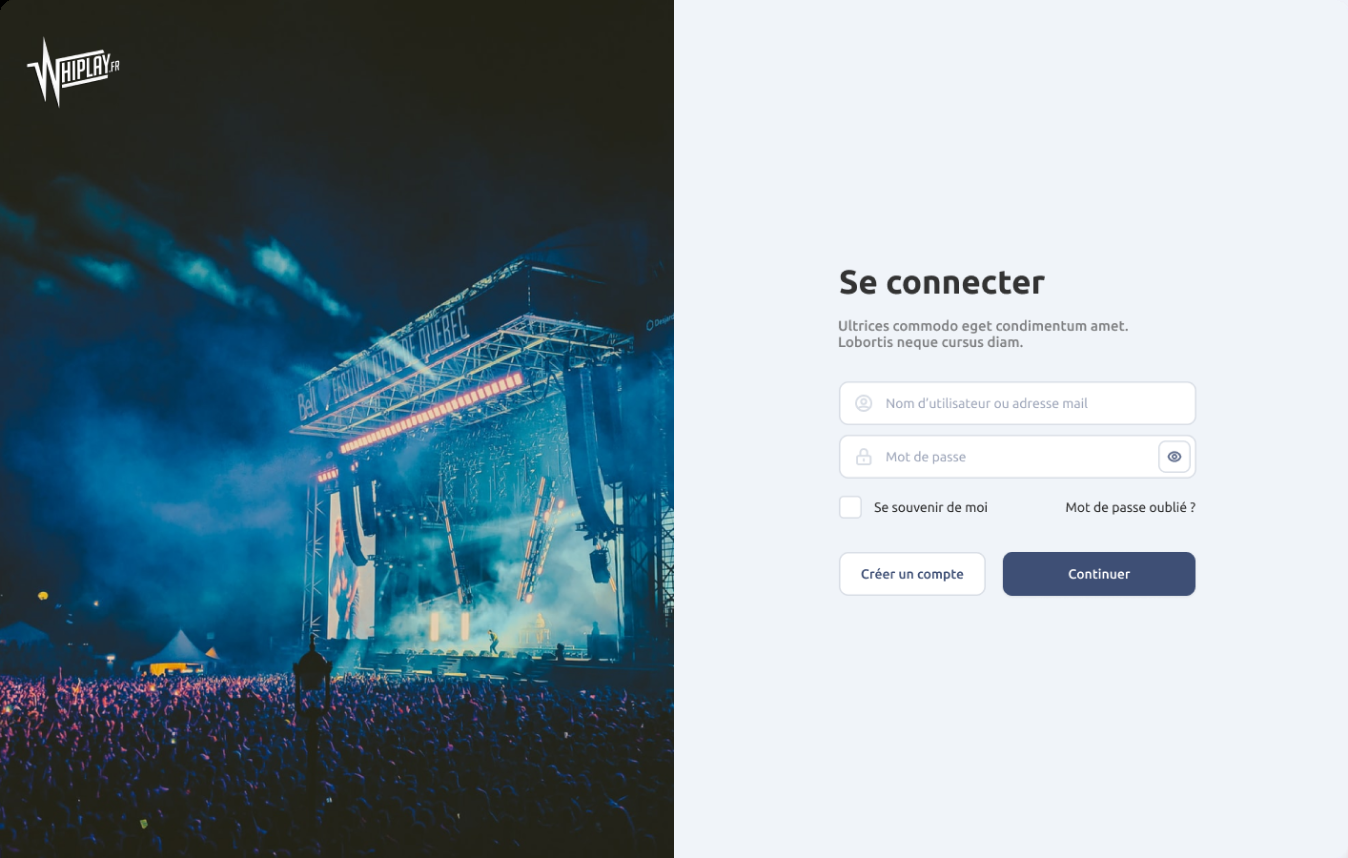 WHIPLAY.FR
Bell FESTIVAL D'ÉTÉ DE QUÉBEC
Se connecter
Ultrices commodo eget condimentum amet.
Lobortis neque cursus diam.
Nom d'utilisateur ou adresse mail
Mot de passe
Se souvenir de moi
Mot de passe oublié ?
Créer un compte
Continuer